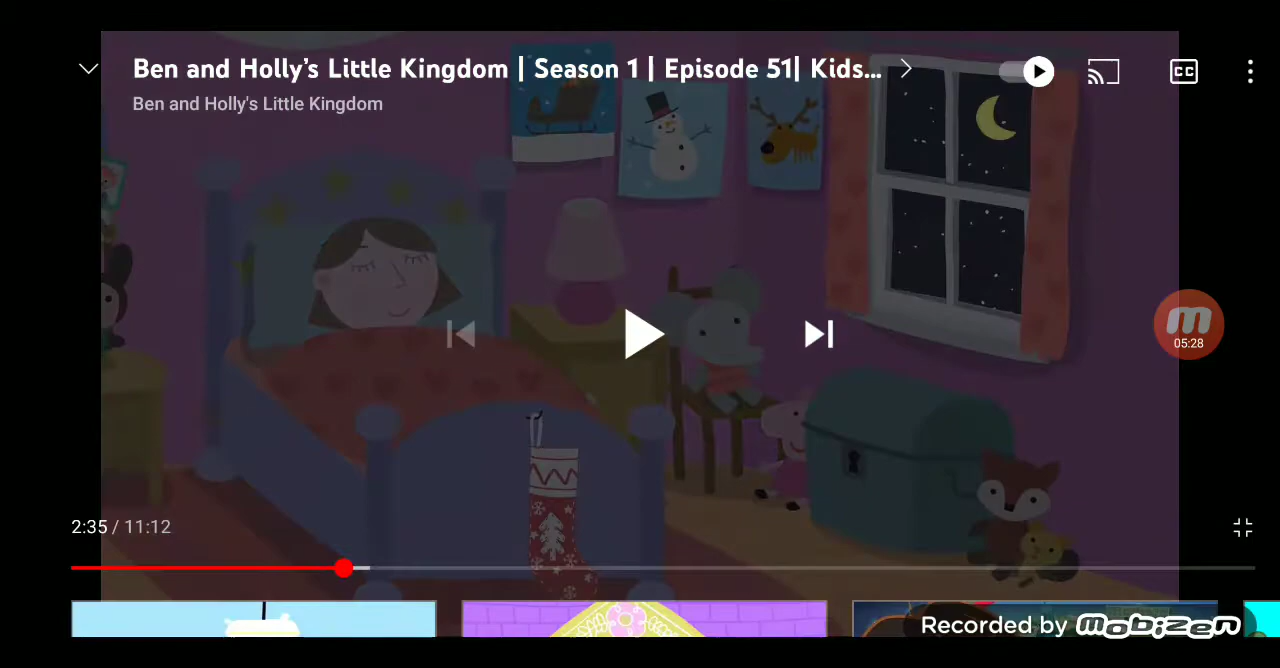 Ben and Holly’s Little Kingdom | Season 1 | Episode 51| Kids...
Ben and Holly's Little Kingdom
CC
05:28
2:35 / 11:12
Recorded by mobizen